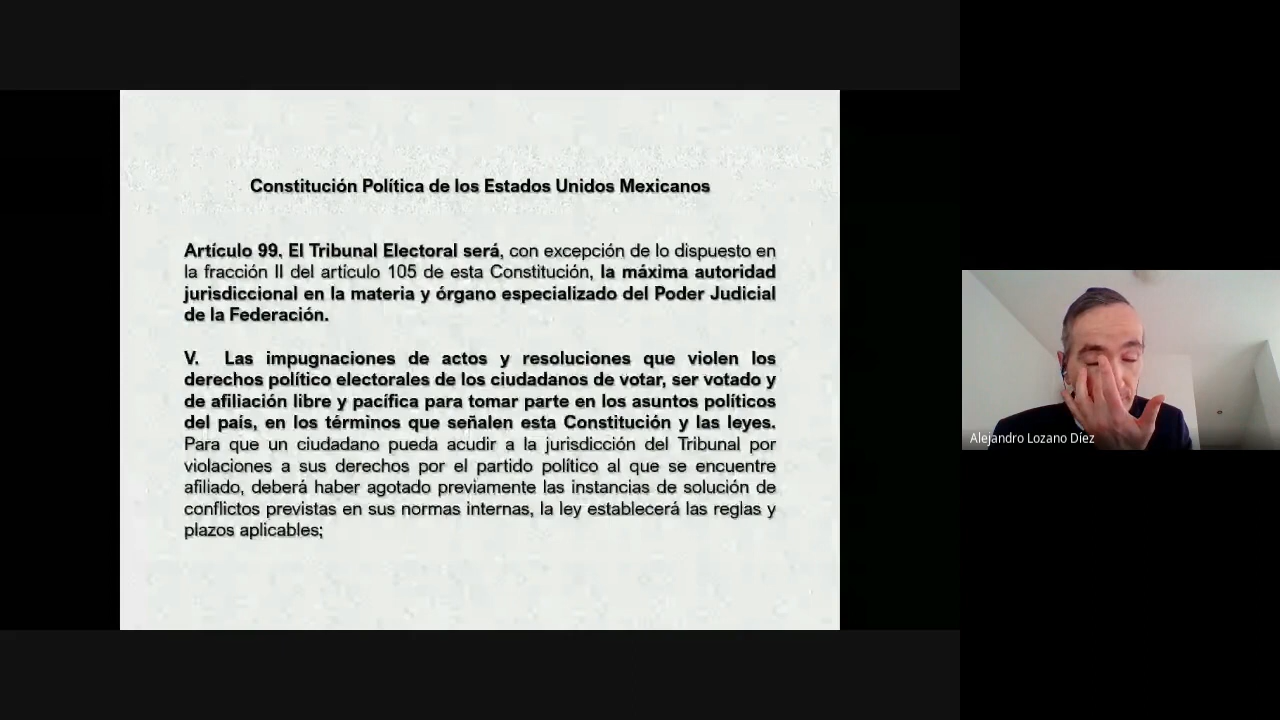 Constitución Política de los Estados Unidos Mexicanos
Artículo 99. El Tribunal Electoral será, con excepción de lo dispuesto en
la fracción II del artículo 105 de esta Constitución, la máxima autoridad
jurisdiccional en la materia y órgano especializado del Poder Judicial
de la Federación.
V. Las impugnaciones de actos y resoluciones que violen los
derechos político electorales de los ciudadanos de votar, ser votado y
de afiliación libre y pacífica para tomar parte en los asuntos políticos
del país, en los términos que señalen esta Constitución y las leyes.
Para que un ciudadano pueda acudir a la jurisdicción del Tribunal por
violaciones a sus derechos por el partido político al que se encuentre
afiliado, deberá haber agotado previamente las instancias de solución de
conflictos previstas en sus normas internas, la ley establecerá las reglas y
plazos aplicables;
Alejandro Lozano Díez